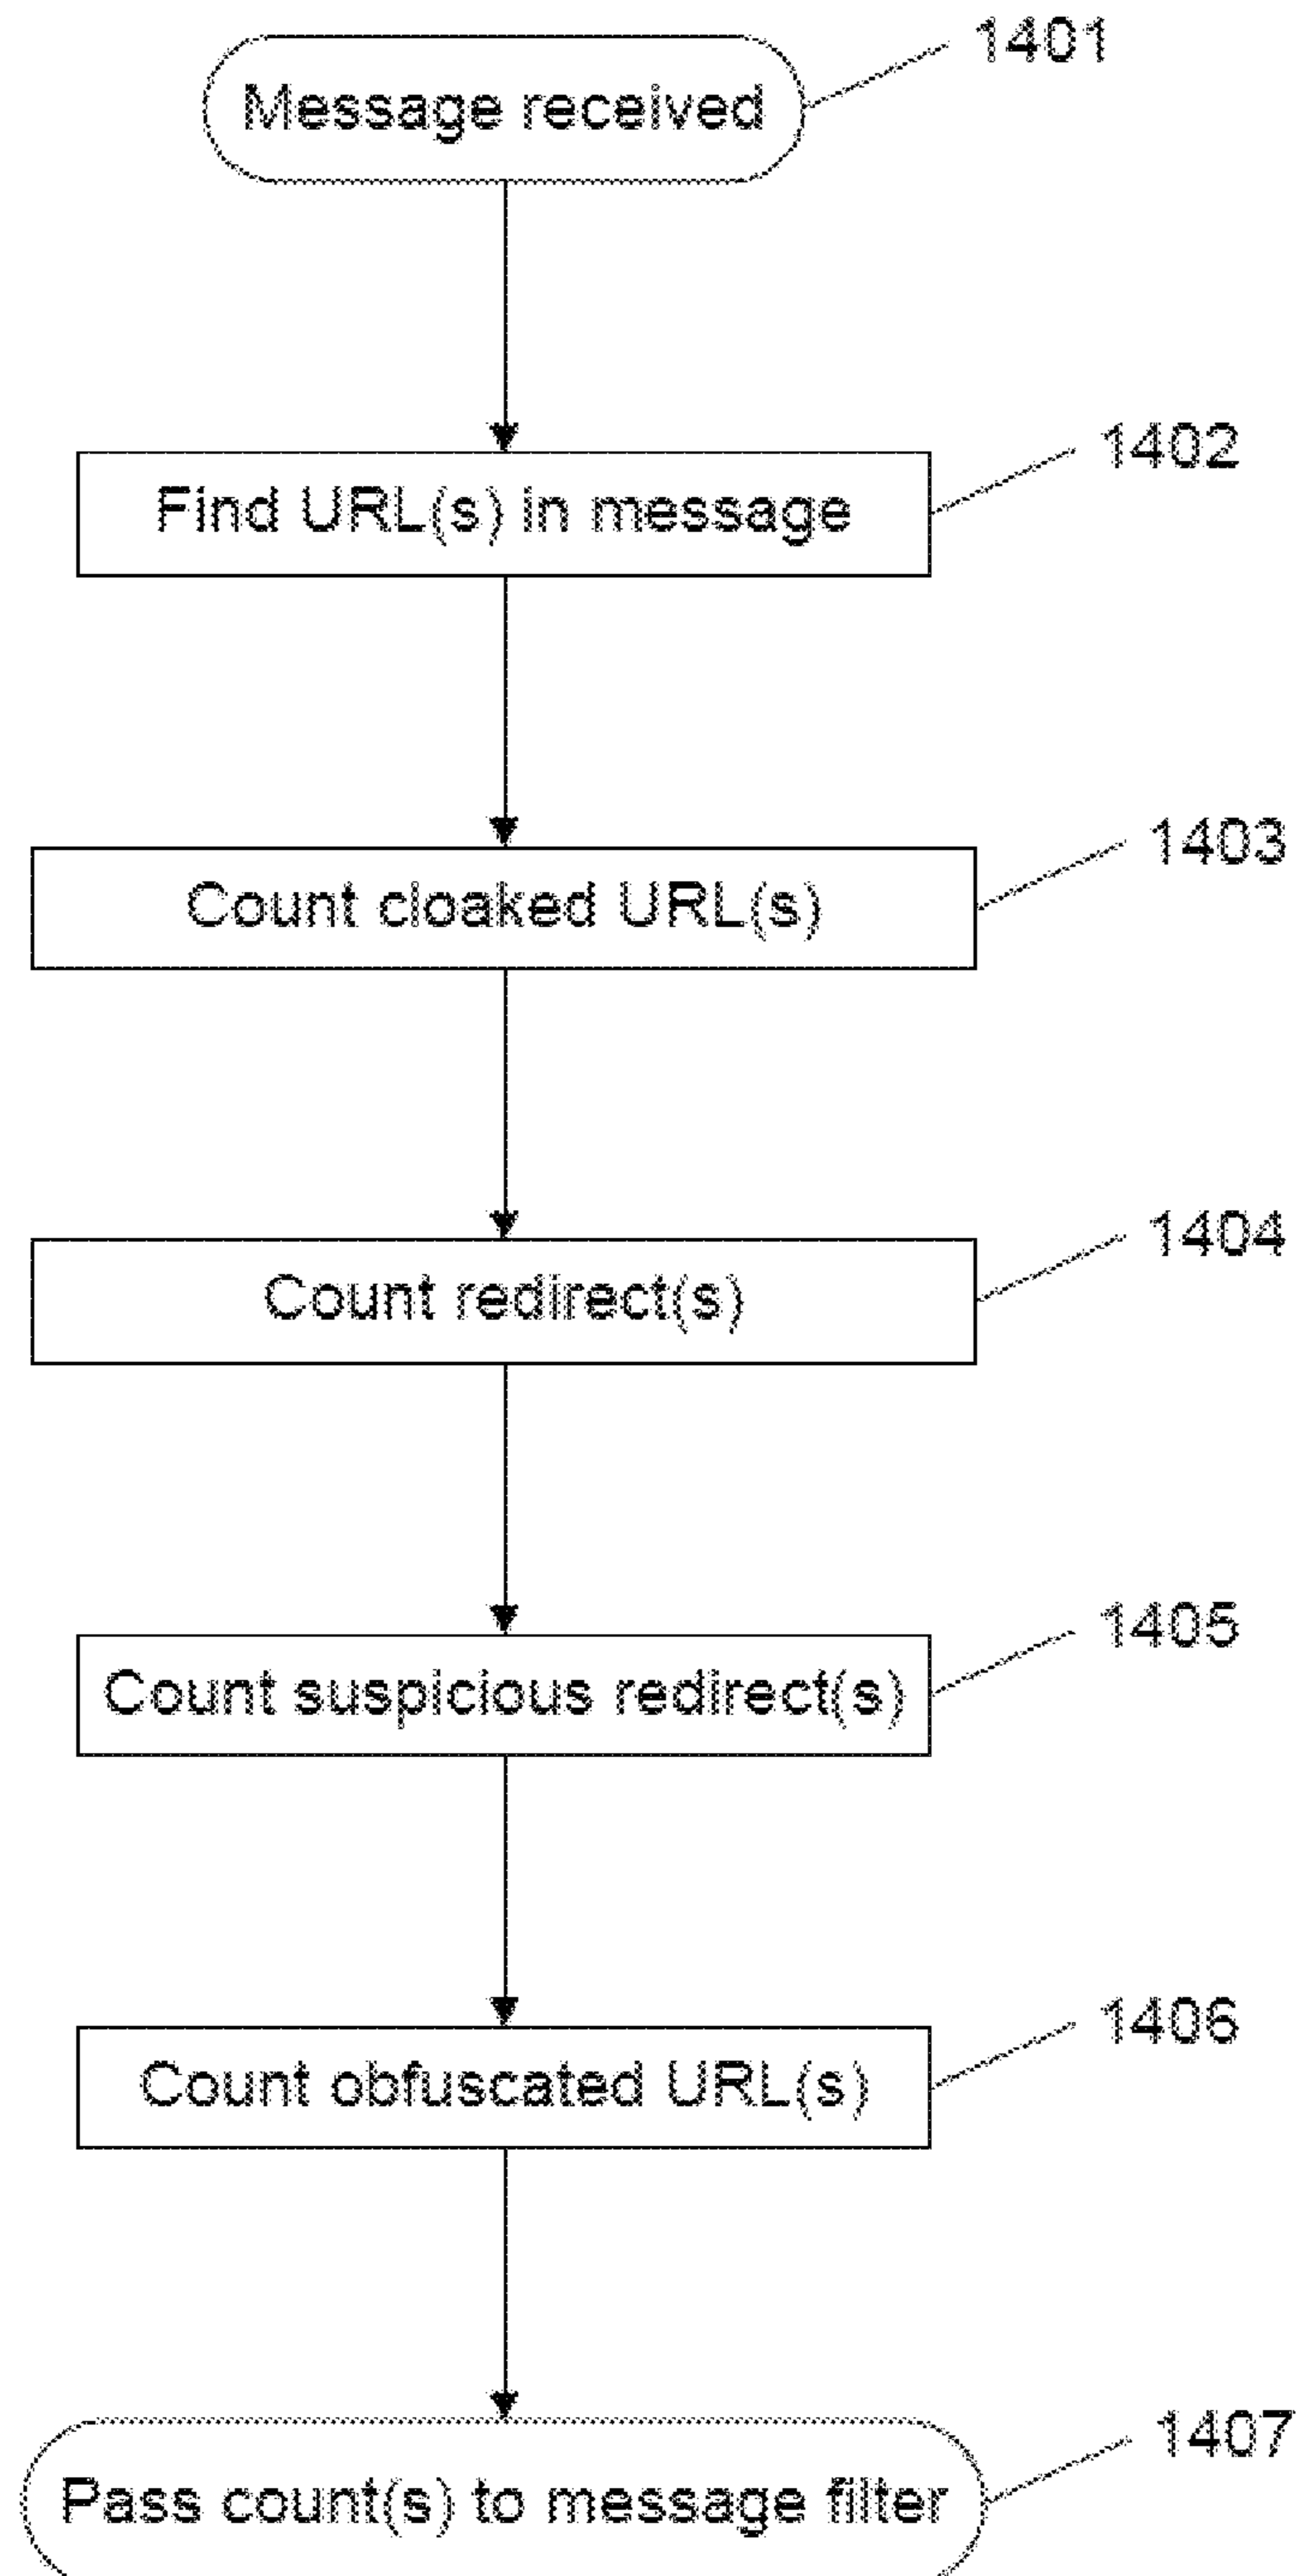 1401
Message received
1402
Find URL(s) in message
1403
Count cloaked URL(s)
1404
Count redirect(s)
1405
Count suspicious redirect(s)
1406
Count obfuscated URL(s)
1407
Pass count(s) to message filter